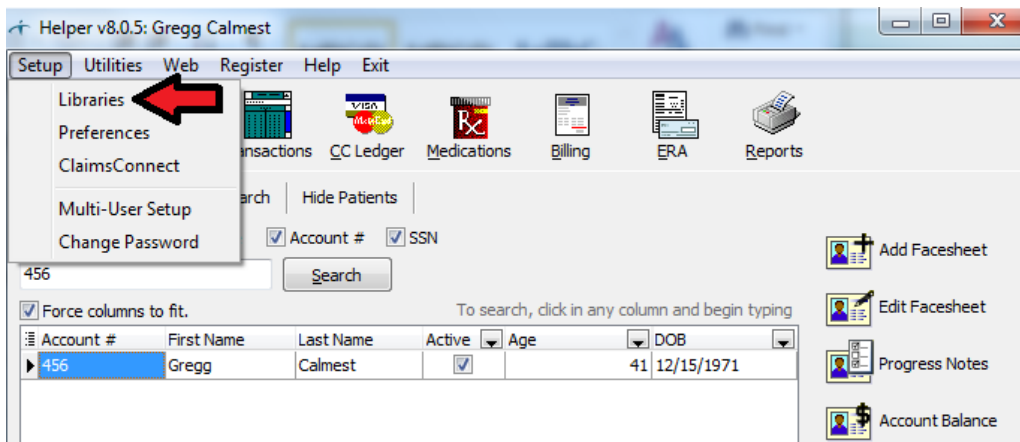 Helper v8.0.5: Gregg Calmest
Setup Utilities Web Register Help Exit
Libraries
Preferences
ClaimsConnect
Multi-User Setup
Change Password
VISA
Rx
CC Ledger Medications Billing ERA Reports
Hide Patients
Account # SSN
456 Search
Force columns to fit. To search, click in any column and begin typing
Account # First Name Last Name Active Age DOB
456 Gregg Calmest 41 12/15/1971
Add Facesheet
Edit Facesheet
Progress Notes
Account Balance